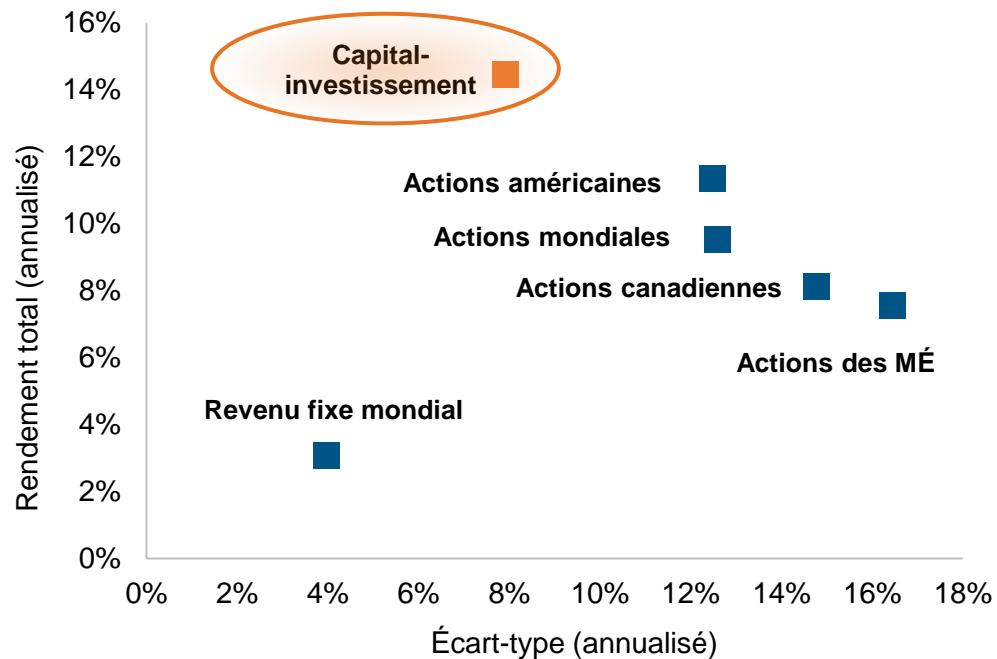 16%
14%
12%
10%
8%
6%
4%
2%
0%
Rendement total (annualisé)
Capital-
investissement
Actions américaines
Actions mondiales
Actions canadiennes
Actions des MÉ
Revenu fixe mondial
0% 2% 4% 6% 8% 10% 12% 14% 16% 18%
Écart-type (annualisé)